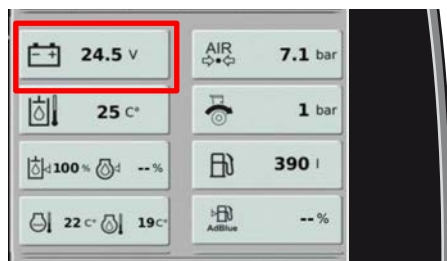 24.5 V
AIR 7.1 bar
25 C°
1 bar
100 % --%
390 l
22 C° 19C°
AdBlue --%